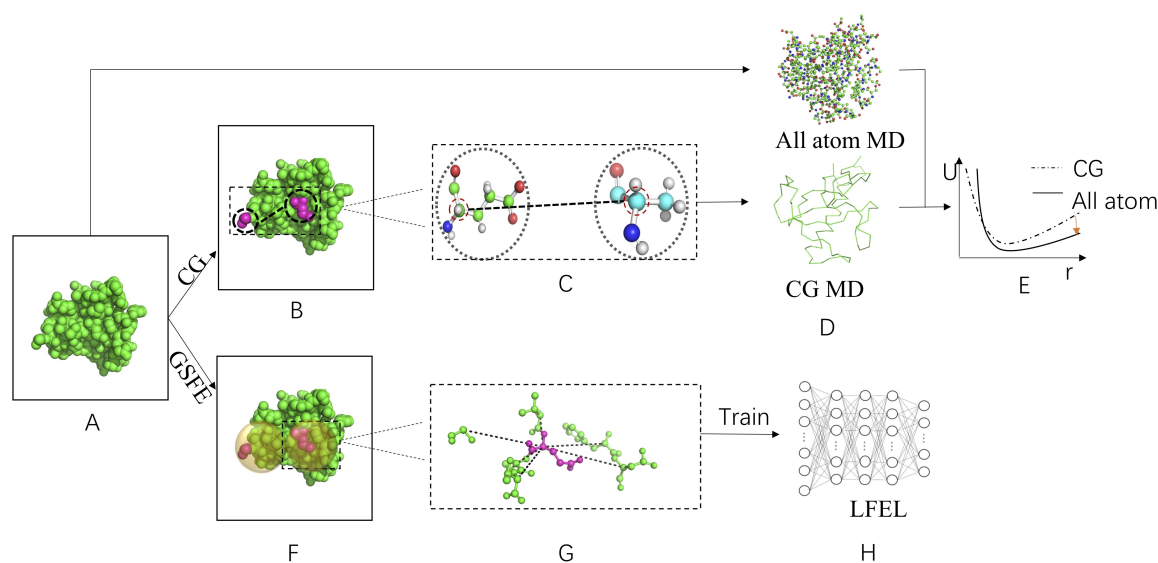 All atom MD
CG
B
C
CG MD
D
U
CG
All atom
r
E
A
GSFE
F
G
Train
LFEL
H